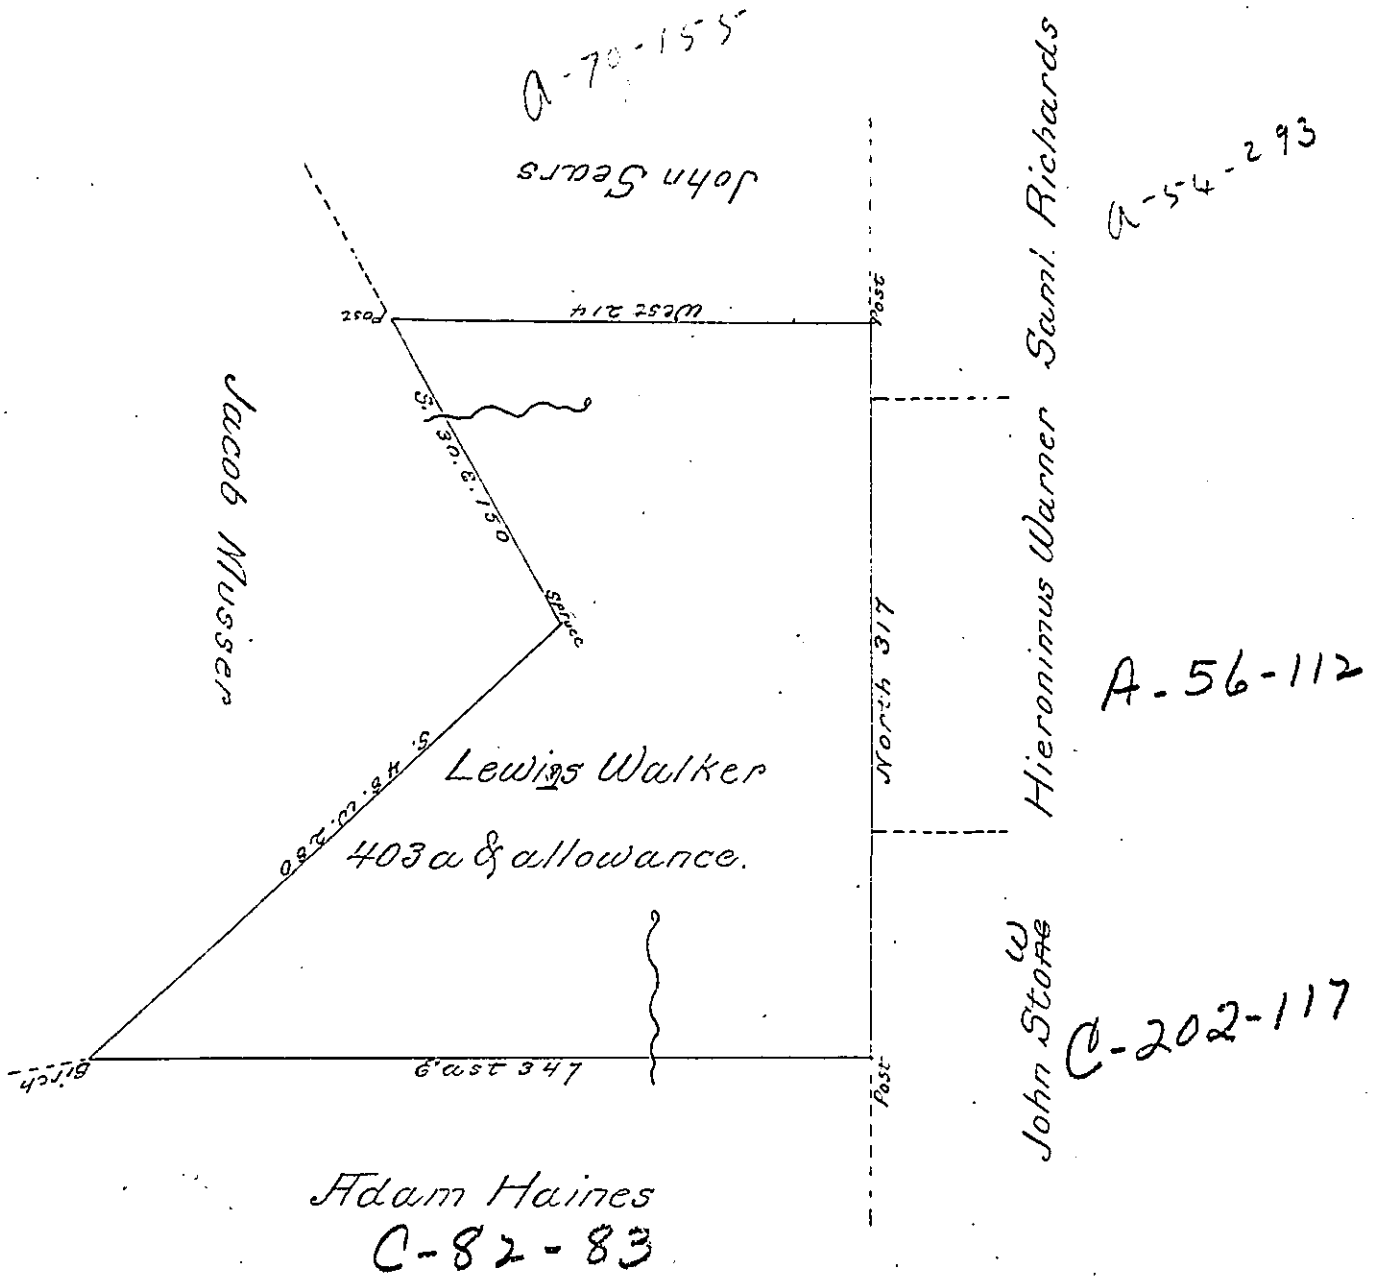 A-70-155
John Sears
Saml. Richards
A-54-293
Post
West 214
Post
Jacob Musser
S. 30. E. 150
Spruce
Hieronimus Warner
A-56-112
North 317
S. 48. W. 280
Lewis Walker
403a & allowance.
John Stow
C-202-117
Birch
East 347
Post
Adam Haines
C-82-83